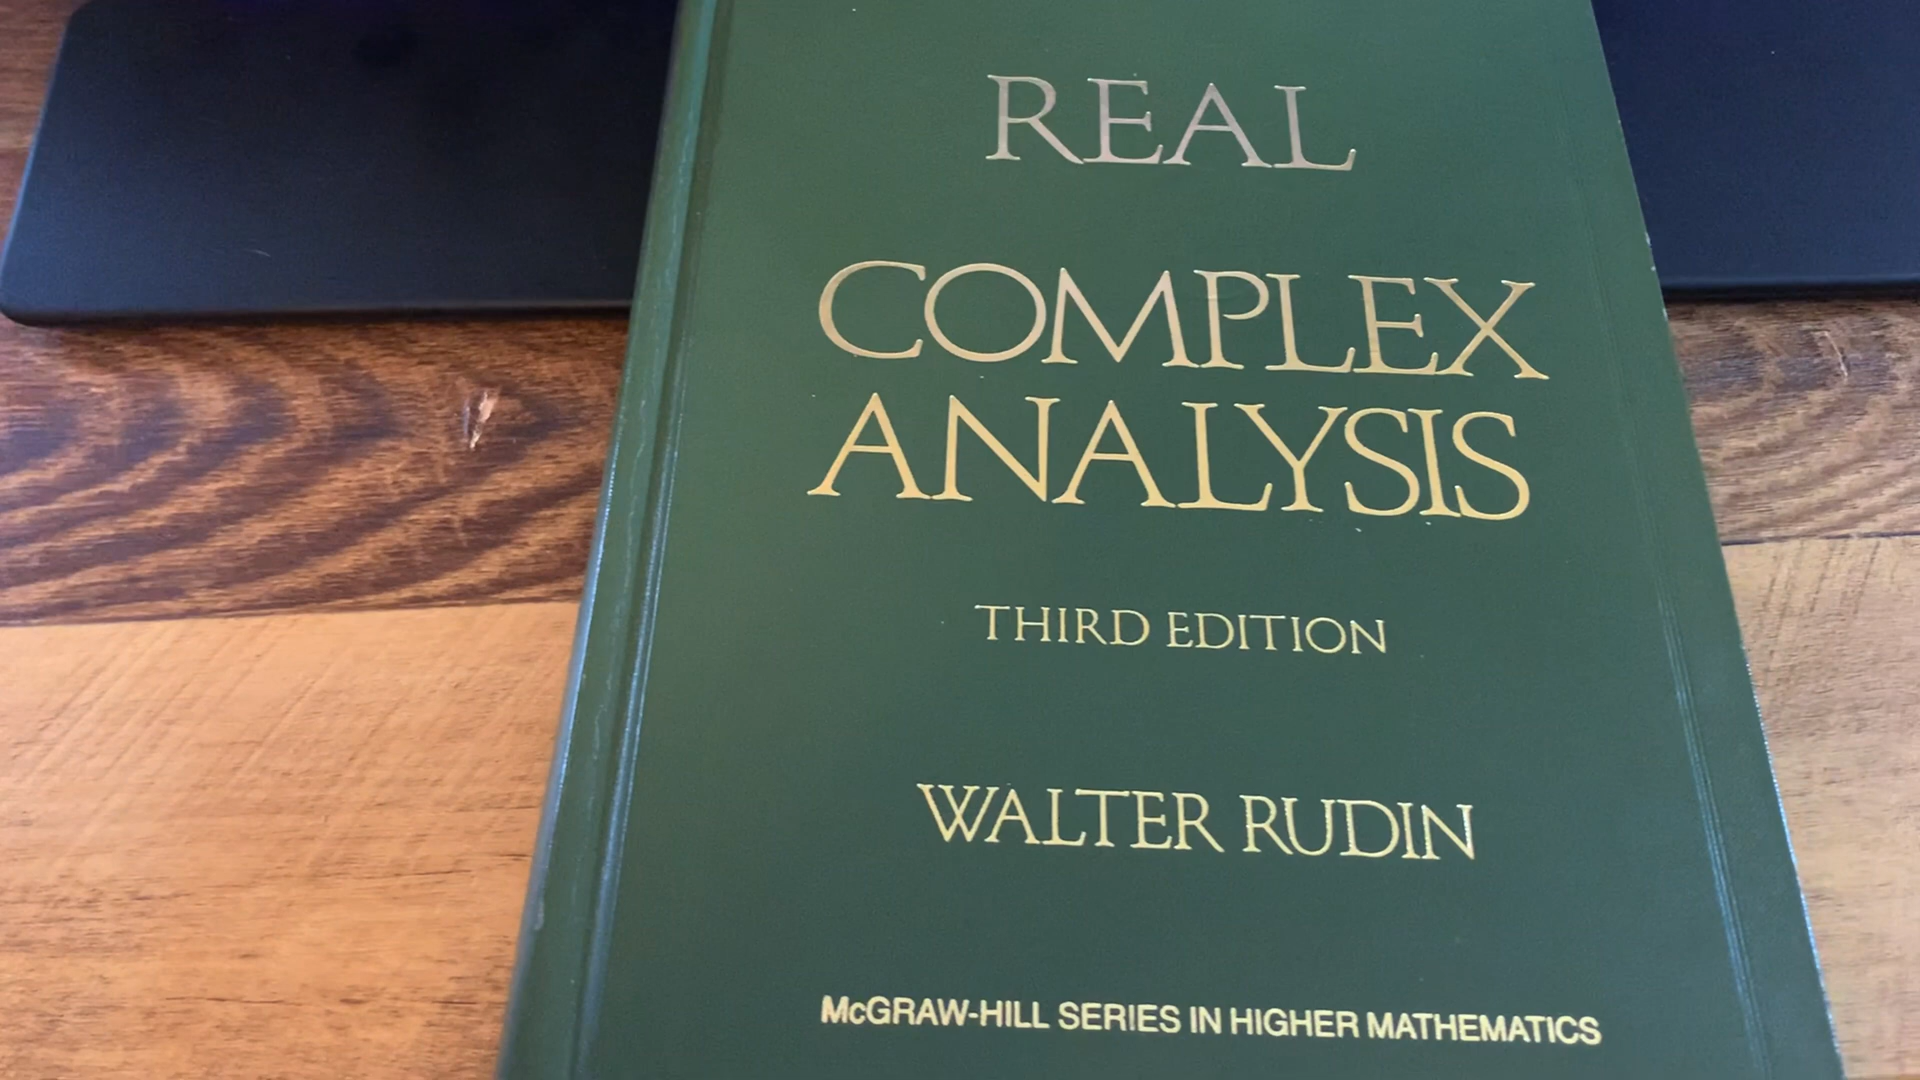 REAL
COMPLEX
ANALYSIS
THIRD EDITION
WALTER RUDIN
McGRAW-HILL SERIES IN HIGHER MATHEMATICS